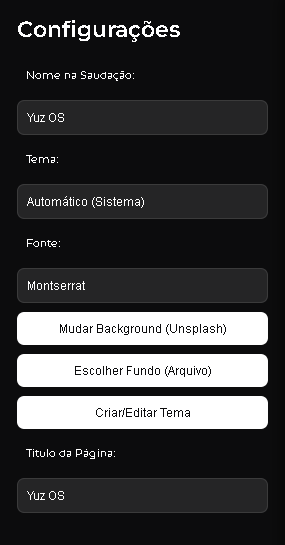 Configurações
Nome na Saudação:
Yuz OS
Tema:
Automático (Sistema)
Fonte:
Montserrat
Mudar Background (Unsplash)
Escolher Fundo (Arquivo)
Criar/Editar Tema
Título da Página:
Yuz OS